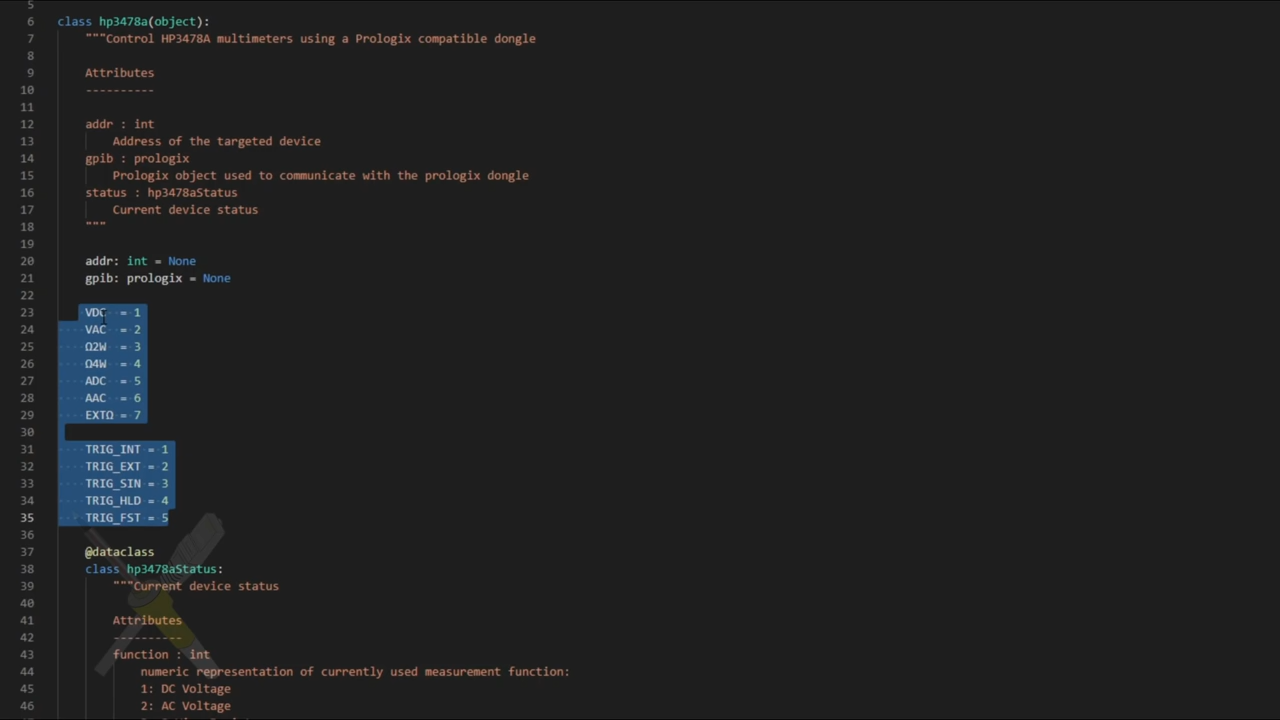 5
6 class hp3478a(object):
7 """Control HP3478A multimeters using a Prologix compatible dongle
8
9 Attributes
10 ----------
11
12 addr : int
13 Address of the targeted device
14 gpib : prologix
15 Prologix object used to communicate with the prologix dongle
16 status : hp3478aStatus
17 Current device status
18 """
19
20 addr: int = None
21 gpib: prologix = None
22
23 VDC = 1
24 VAC = 2
25 Ω2W = 3
26 Ω4W = 4
27 ADC = 5
28 AAC = 6
29 EXTΩ = 7
30
31 TRIG_INT = 1
32 TRIG_EXT = 2
33 TRIG_SIN = 3
34 TRIG_HLD = 4
35 TRIG_FST = 5
36
37 @dataclass
38 class hp3478aStatus:
39 """Current device status
40
41 Attributes
42 ----------
43 function : int
44 numeric representation of currently used measurement function:
45 1: DC Voltage
46 2: AC Voltage